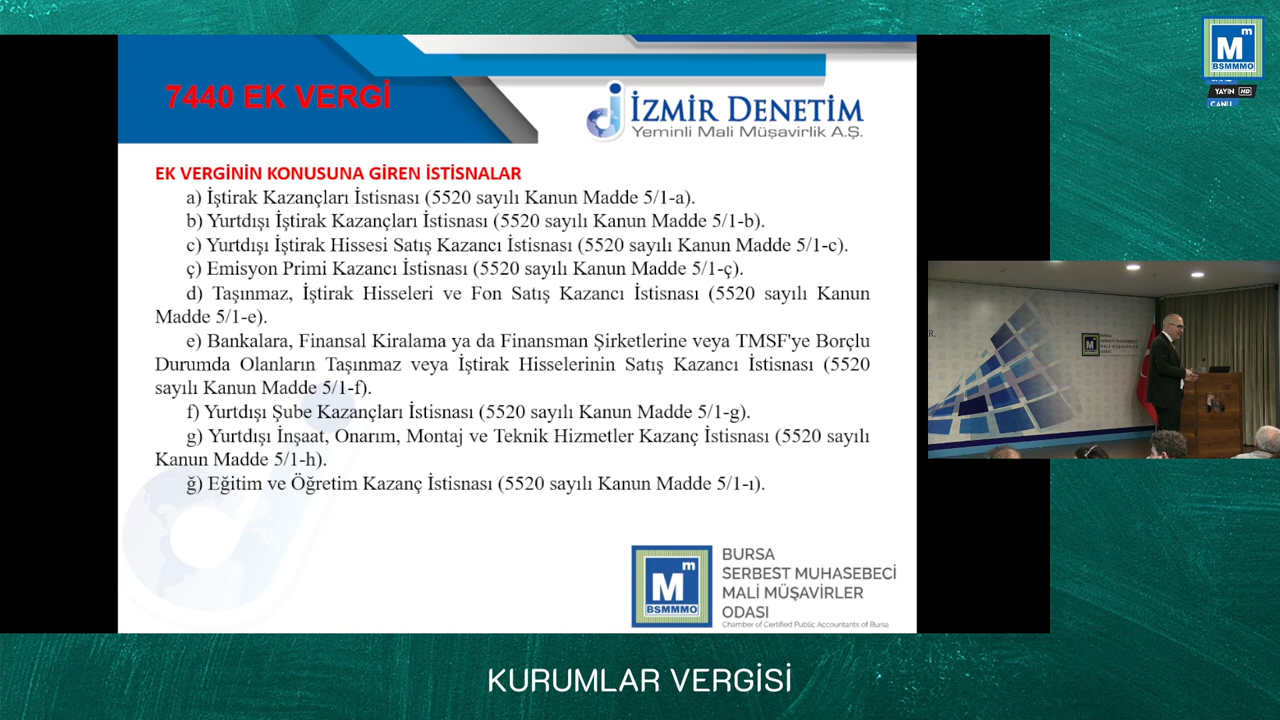 7440 EK VERGİ
İZMİR DENETİM
Yeminli Mali Müşavirlik A.Ş.
EK VERGİNİN KONUSUNA GİREN İSTİSNALAR
a) İştirak Kazançları İstisnası (5520 sayılı Kanun Madde 5/1-a).
b) Yurtdışı İştirak Kazançları İstisnası (5520 sayılı Kanun Madde 5/1-b).
c) Yurtdışı İştirak Hissesi Satış Kazancı İstisnası (5520 sayılı Kanun Madde 5/1-c).
ç) Emisyon Primi Kazancı İstisnası (5520 sayılı Kanun Madde 5/1-ç).
d) Taşınmaz, İştirak Hisseleri ve Fon Satış Kazancı İstisnası (5520 sayılı Kanun
Madde 5/1-e).
e) Bankalara, Finansal Kiralama ya da Finansman Şirketlerine veya TMSF'ye Borçlu
Durumda Olanların Taşınmaz veya İştirak Hisselerinin Satış Kazancı İstisnası (5520
sayılı Kanun Madde 5/1-f).
f) Yurtdışı Şube Kazançları İstisnası (5520 sayılı Kanun Madde 5/1-g).
g) Yurtdışı İnşaat, Onarım, Montaj ve Teknik Hizmetler Kazanç İstisnası (5520 sayılı
Kanun Madde 5/1-h).
ğ) Eğitim ve Öğretim Kazanç İstisnası (5520 sayılı Kanun Madde 5/1-ı).
Mm
BSMMMO
BURSA
SERBEST MUHASEBECİ
MALİ MÜŞAVİRLER
ODASI
Chamber of Certified Public Accountants of Bursa
Mm
BSMMMO
YAYIN HD
CANLI
BURSA
MALİ MÜŞAVİRLER
ODASI
KURUMLAR VERGİSİ